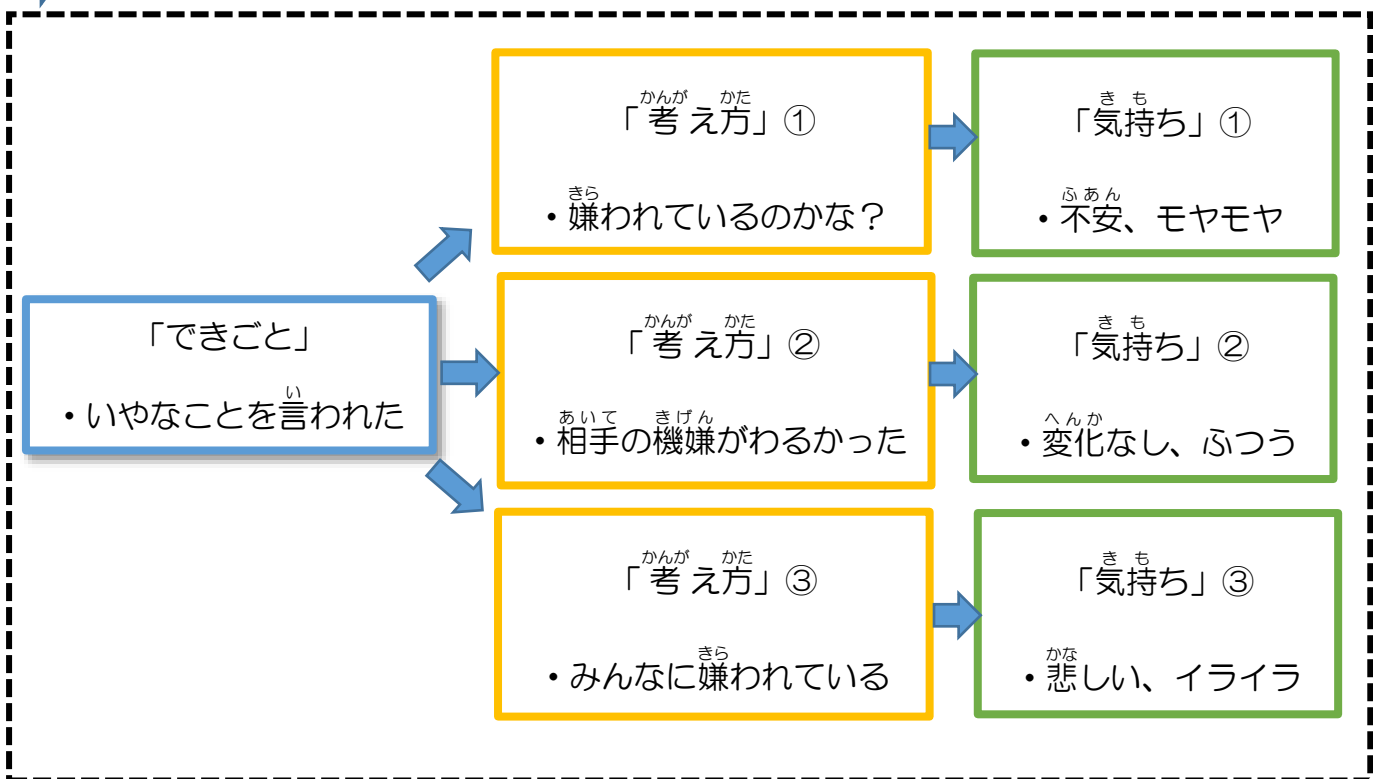 「できごと」
・いやなことを言われた
「考え方」①
・嫌われているのかな？
「気持ち」①
・不安、モヤモヤ
「考え方」②
・相手の機嫌がわるかった
「気持ち」②
・変化なし、ふつう
「考え方」③
・みんなに嫌われている
「気持ち」③
・悲しい、イライラ